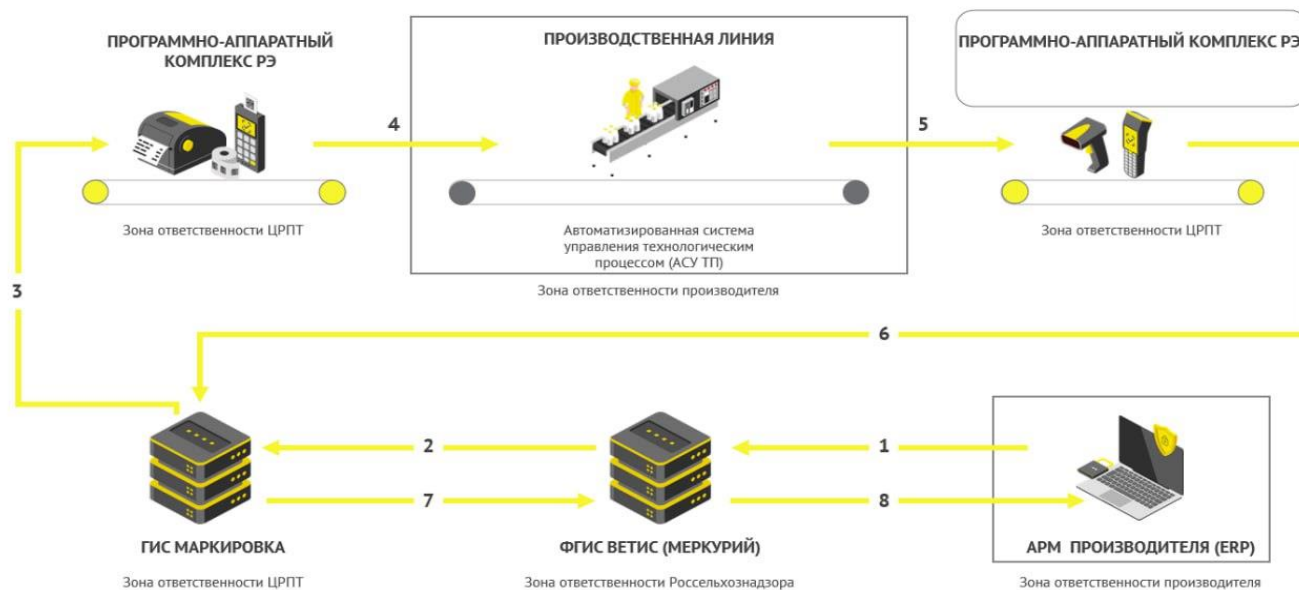 ПРОГРАММНО-АППАРАТНЫЙ
КОМПЛЕКС РЭ
ПРОИЗВОДСТВЕННАЯ ЛИНИЯ
ПРОГРАММНО-АППАРАТНЫЙ КОМПЛЕКС РЭ
4
5
Зона ответственности ЦРПТ
Автоматизированная система
управления технологическим
процессом (АСУ ТП)
Зона ответственности ЦРПТ
Зона ответственности производителя
3
6
2
1
7
8
ГИС МАРКИРОВКА
ФГИС ВЕТИС (МЕРКУРИЙ)
АРМ ПРОИЗВОДИТЕЛЯ (ERP)
Зона ответственности ЦРПТ
Зона ответственности Россельхознадзора
Зона ответственности производителя